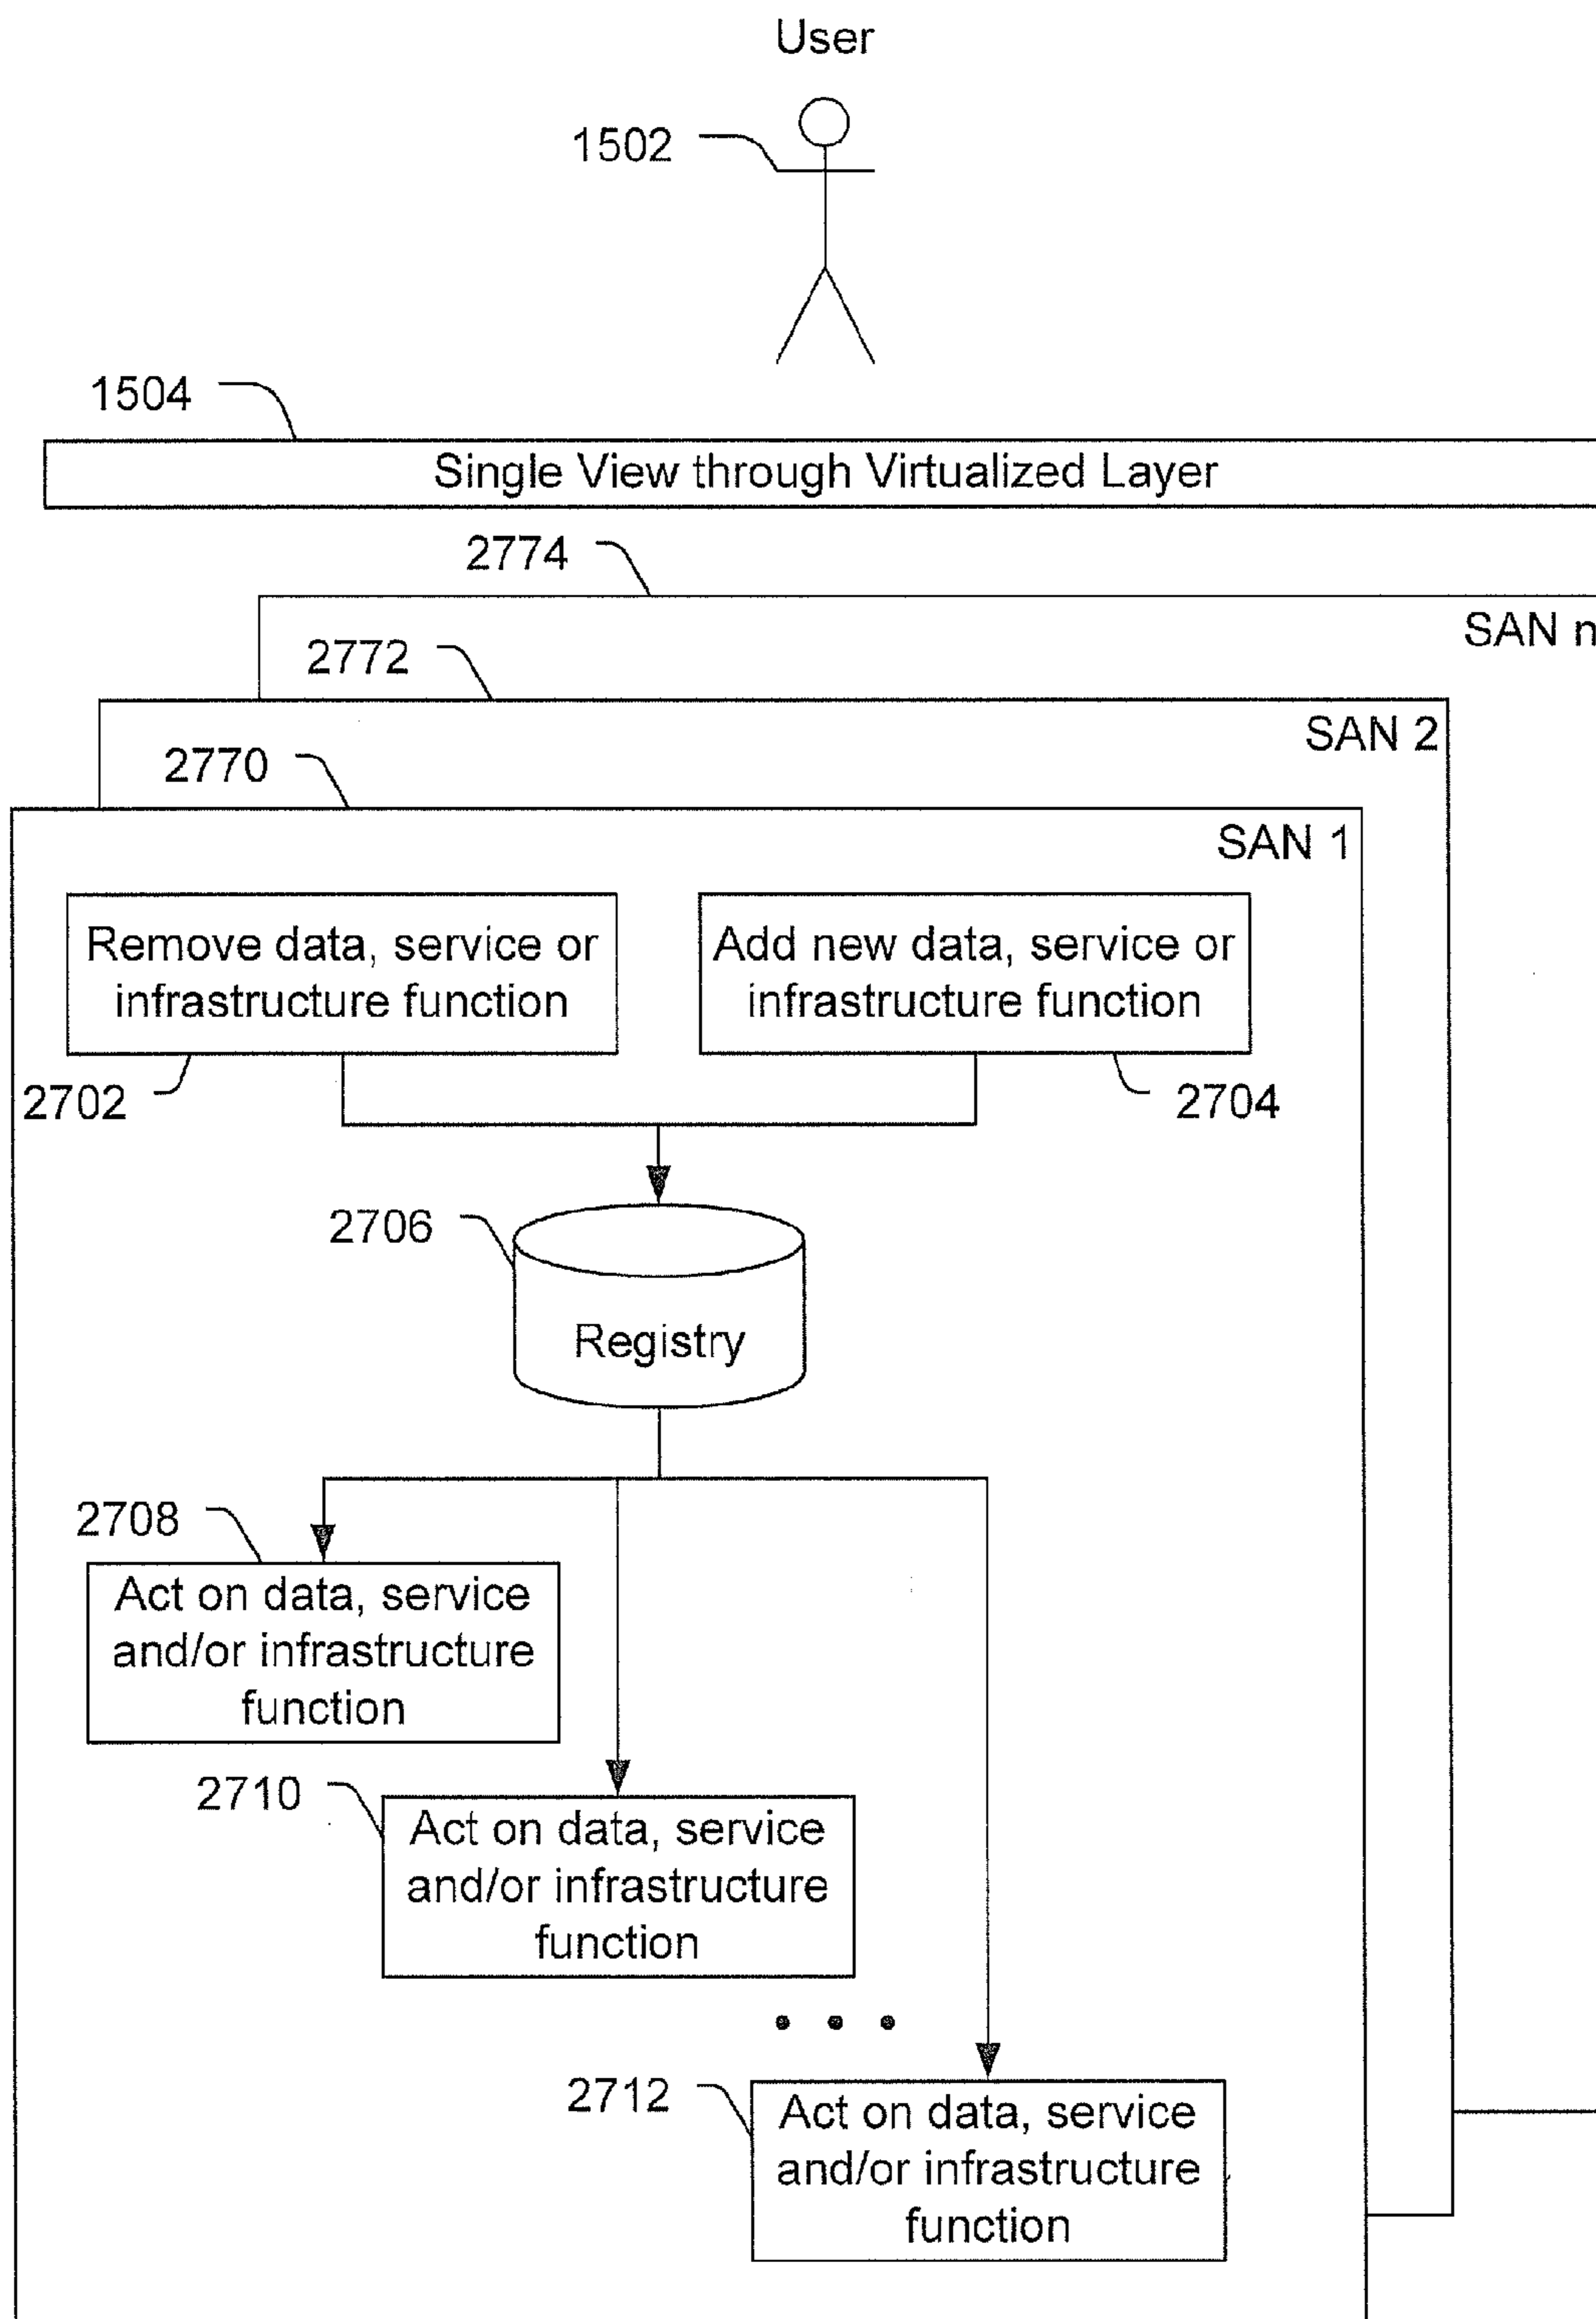 User
1502
1504
Single View through Virtualized Layer
2774
SAN n
2772
SAN 2
2770
SAN 1
Remove data, service or
infrastructure function
Add new data, service or
infrastructure function
2702
2704
2706
Registry
2708
Act on data, service
and/or infrastructure
function
2710
Act on data, service
and/or infrastructure
function
• • •
2712
Act on data, service
and/or infrastructure
function